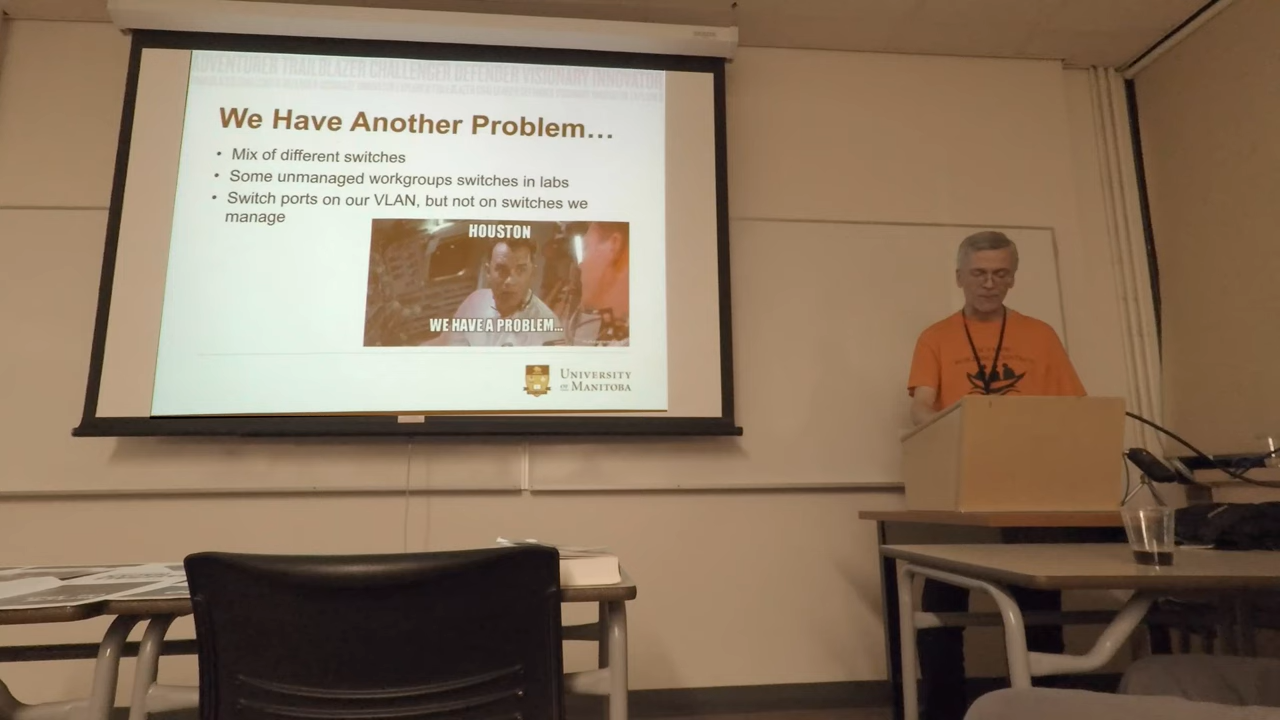 ADVENTURER TRAILBLAZER CHALLENGER DEFENDER VISIONARY INNOVATOR
We Have Another Problem…
• Mix of different switches
• Some unmanaged workgroups switches in labs
• Switch ports on our VLAN, but not on switches we
manage
HOUSTON
WE HAVE A PROBLEM...
UNIVERSITY
OF MANITOBA